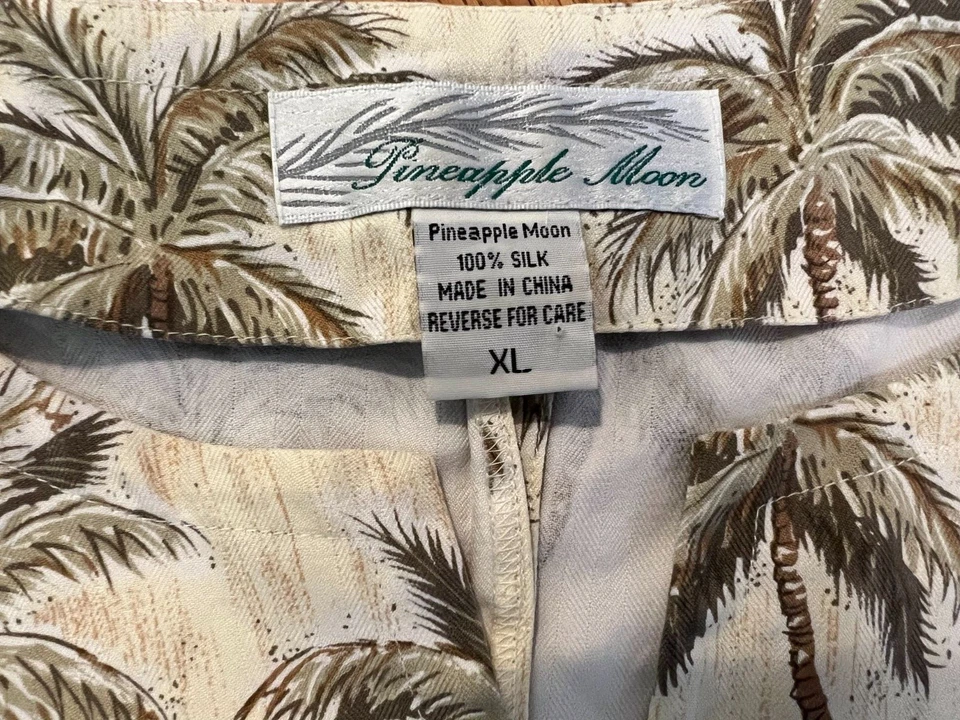 Pineapple Moon
Pineapple Moon
100% SILK
MADE IN CHINA
REVERSE FOR CARE
XL